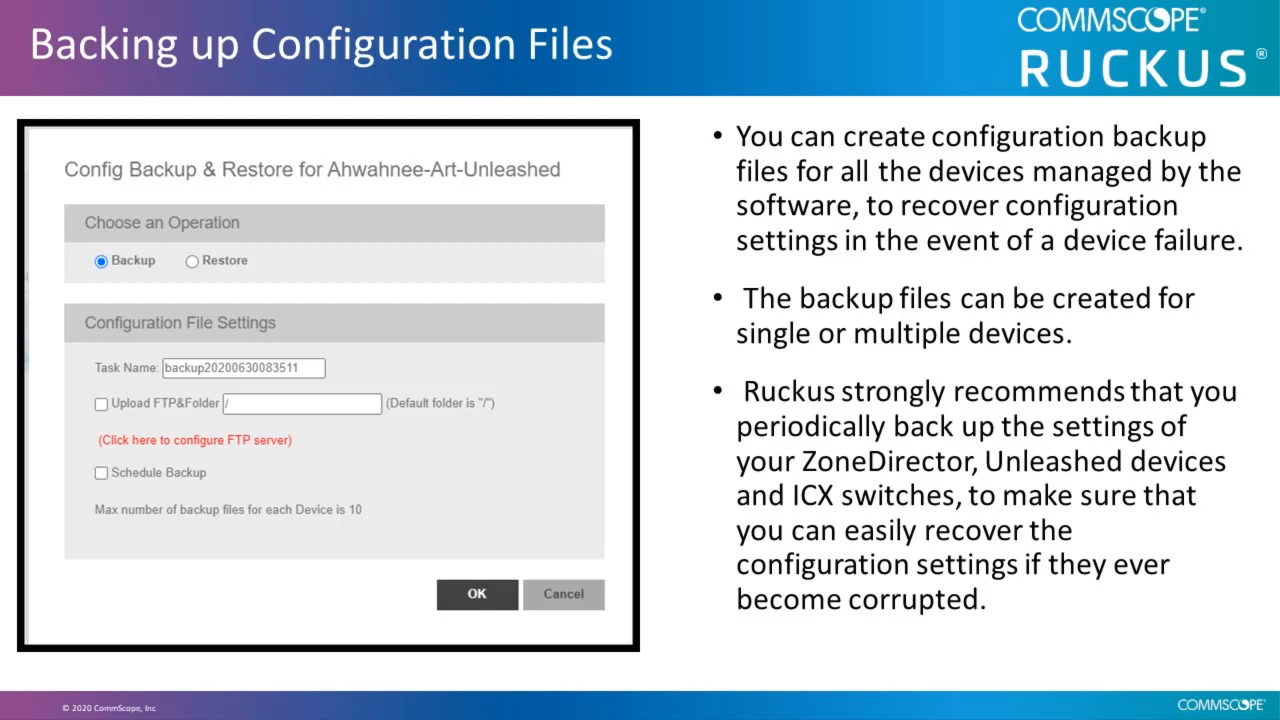 Backing up Configuration Files
COMMSCOPE®
RUCKUS®
Config Backup & Restore for Ahwahnee-Art-Unleashed
Choose an Operation
Backup Restore
Configuration File Settings
Task Name: backup20200630083511
Upload FTP&Folder / (Default folder is "/")
(Click here to configure FTP server)
Schedule Backup
Max number of backup files for each Device is 10
OK Cancel
• You can create configuration backup
files for all the devices managed by the
software, to recover configuration
settings in the event of a device failure.
• The backup files can be created for
single or multiple devices.
• Ruckus strongly recommends that you
periodically back up the settings of
your ZoneDirector, Unleashed devices
and ICX switches, to make sure that
you can easily recover the
configuration settings if they ever
become corrupted.
© 2020 CommScope, Inc
COMMSCOPE®